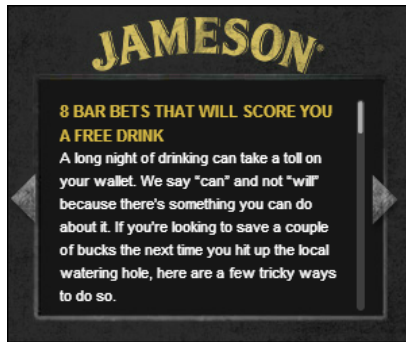 JAMESON
8 BAR BETS THAT WILL SCORE YOU
A FREE DRINK
A long night of drinking can take a toll on
your wallet. We say “can” and not “will”
because there's something you can do
about it. If you're looking to save a couple
of bucks the next time you hit up the local
watering hole, here are a few tricky ways
to do so.